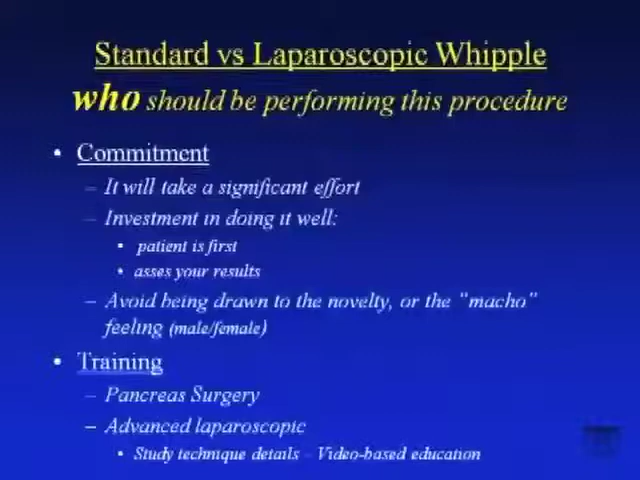 Standard vs Laparoscopic Whipple
who should be performing this procedure
• Commitment
– It will take a significant effort
– Investment in doing it well:
• patient is first
• asses your results
– Avoid being drawn to the novelty, or the "macho"
feeling (male/female)
• Training
– Pancreas Surgery
– Advanced laparoscopic
• Study technique details – Video-based education